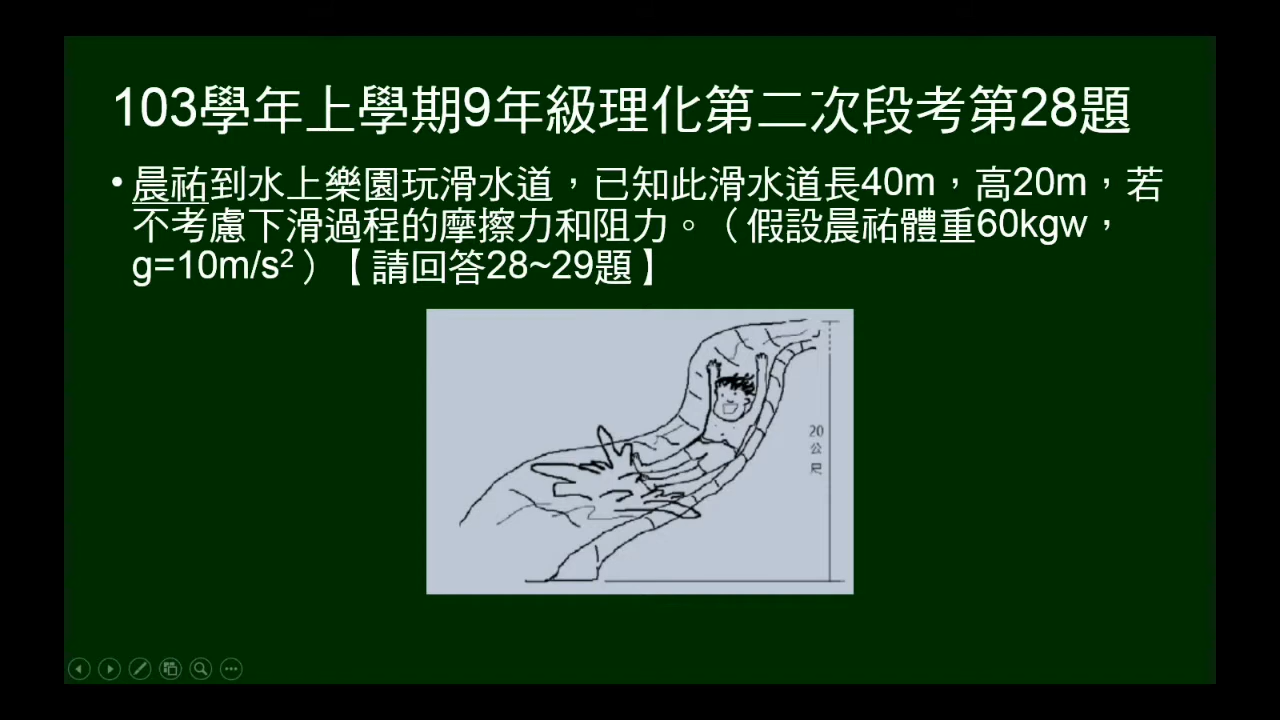 103學年上學期9年級理化第二次段考第28題
• 晨祐到水上樂園玩滑水道，已知此滑水道長40m，高20m，若
不考慮下滑過程的摩擦力和阻力。（假設晨祐體重60kgw，
g=10m/s²）【請回答28~29題】
20
公
尺